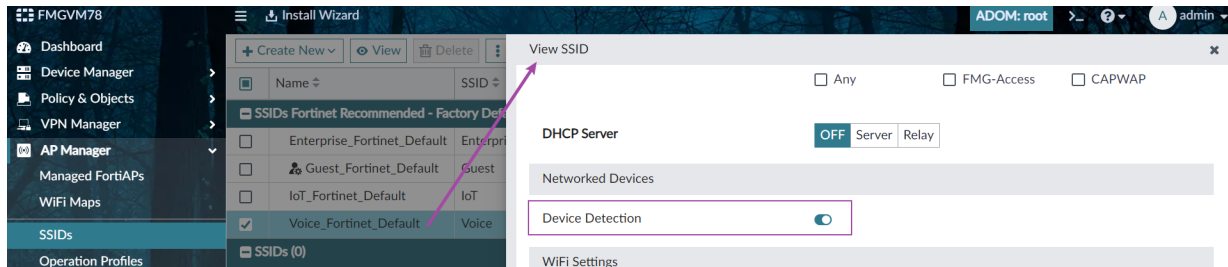 FMGVM78
Install Wizard
ADOM: root
A admin
Dashboard
Device Manager
Policy & Objects
VPN Manager
AP Manager
Managed FortiAPs
WiFi Maps
SSIDs
Operation Profiles
+ Create New
View
Delete
Name
SSID
SSIDs Fortinet Recommended - Factory Def
Enterprise_Fortinet_Default Enterpri
Guest_Fortinet_Default Guest
IoT_Fortinet_Default IoT
Voice_Fortinet_Default Voice
SSIDs (0)
View SSID
Any FMG-Access CAPWAP
DHCP Server OFF Server Relay
Networked Devices
Device Detection
WiFi Settings